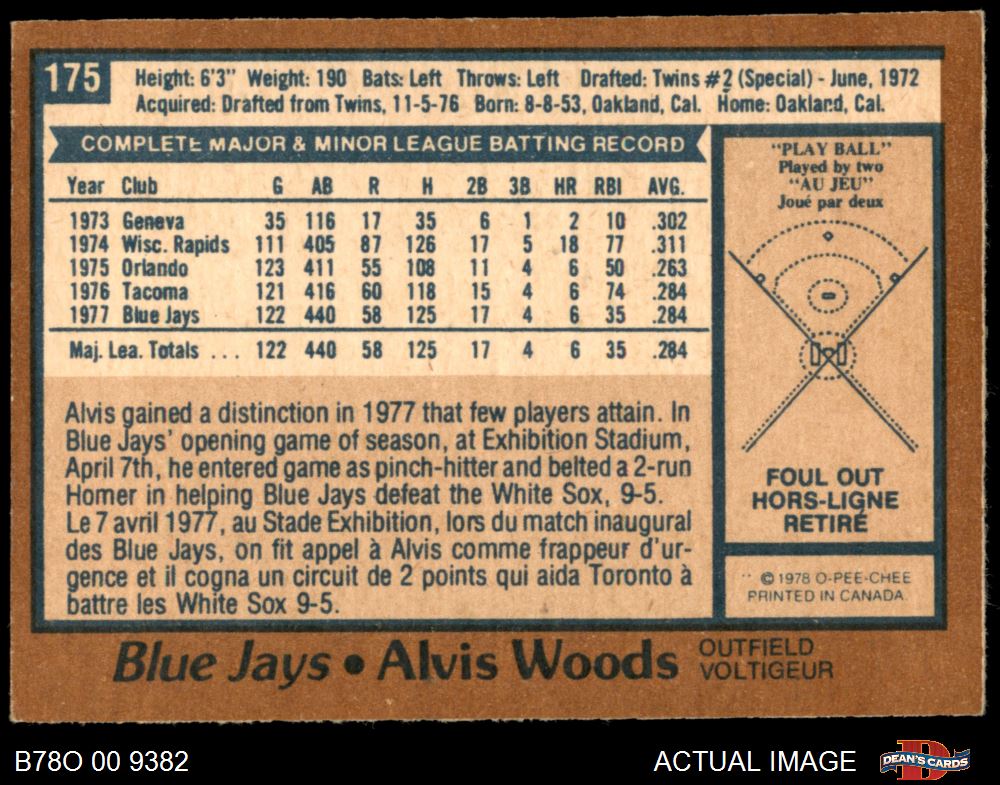 175
Height: 6'3" Weight: 190 Bats: Left Throws: Left Drafted: Twins #2 (Special) - June, 1972
Acquired: Drafted from Twins, 11-5-76 Born: 8-8-53, Oakland, Cal. Home: Oakland, Cal.
COMPLETE MAJOR & MINOR LEAGUE BATTING RECORD
Year Club G AB R H 2B 3B HR RBI AVG.
1973 Geneva 35 116 17 35 6 1 2 10 .302
1974 Wisc. Rapids 111 405 87 126 17 5 18 77 .311
1975 Orlando 123 411 55 108 11 4 6 50 .263
1976 Tacoma 121 416 60 118 15 4 6 74 .284
1977 Blue Jays 122 440 58 125 17 4 6 35 .284
Maj. Lea. Totals ... 122 440 58 125 17 4 6 35 .284
Alvis gained a distinction in 1977 that few players attain. In
Blue Jays' opening game of season, at Exhibition Stadium,
April 7th, he entered game as pinch-hitter and belted a 2-run
Homer in helping Blue Jays defeat the White Sox, 9-5.
Le 7 avril 1977, au Stade Exhibition, lors du match inaugural
des Blue Jays, on fit appel à Alvis comme frappeur d'ur-
gence et il cogna un circuit de 2 points qui aida Toronto à
battre les White Sox 9-5.
"PLAY BALL"
Played by two
"AU JEU"
Joué par deux
FOUL OUT
HORS-LIGNE
RETIRÉ
© 1978 O-PEE-CHEE
PRINTED IN CANADA
Blue Jays • Alvis Woods
OUTFIELD
VOLTIGEUR
B78O 00 9382
ACTUAL IMAGE
DEAN'S CARDS